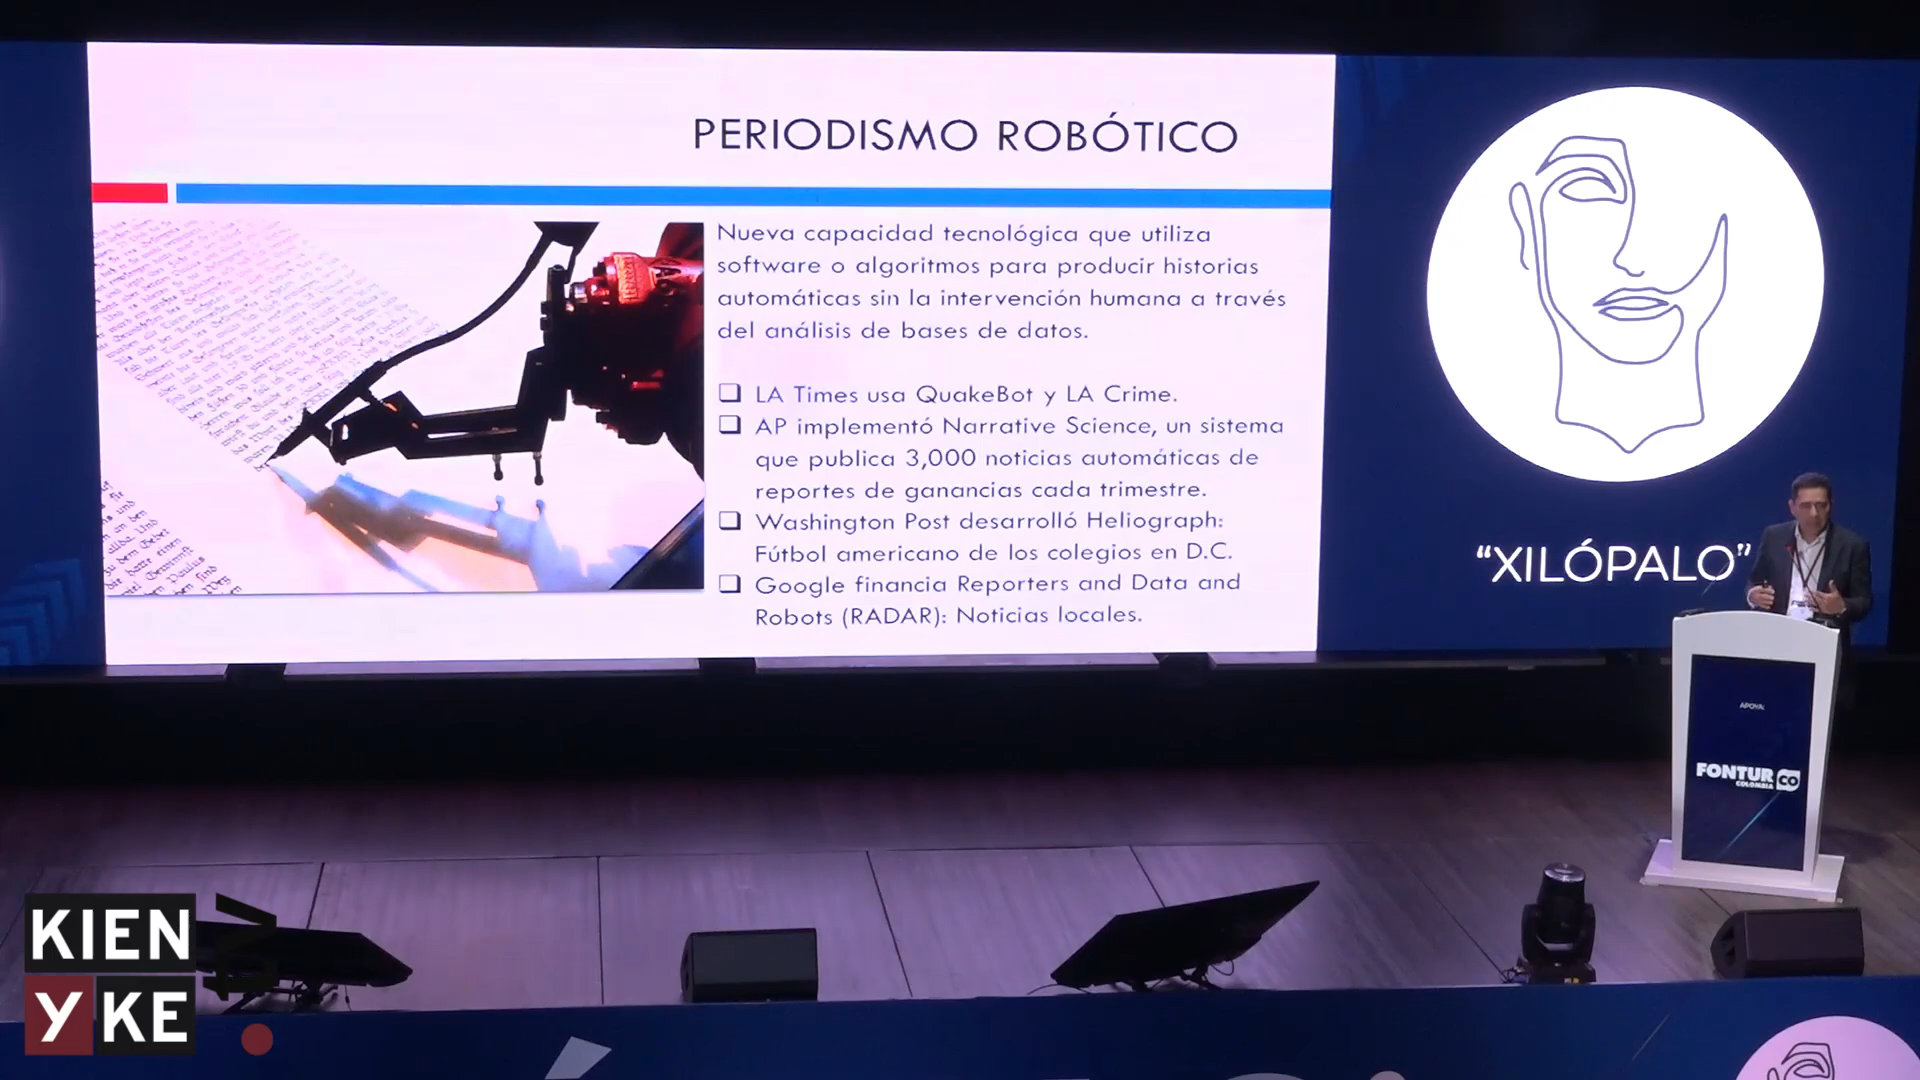 PERIODISMO ROBÓTICO
Nueva capacidad tecnológica que utiliza
software o algoritmos para producir historias
automáticas sin la intervención humana a través
del análisis de bases de datos.
❑ LA Times usa QuakeBot y LA Crime.
❑ AP implementó Narrative Science, un sistema
que publica 3,000 noticias automáticas de
reportes de ganancias cada trimestre.
❑ Washington Post desarrolló Heliograph:
Fútbol americano de los colegios en D.C.
❑ Google financia Reporters and Data and
Robots (RADAR): Noticias locales.
“XILÓPALO”
APOYA:
FONTUR CO
COLOMBIA
KIEN
YKE